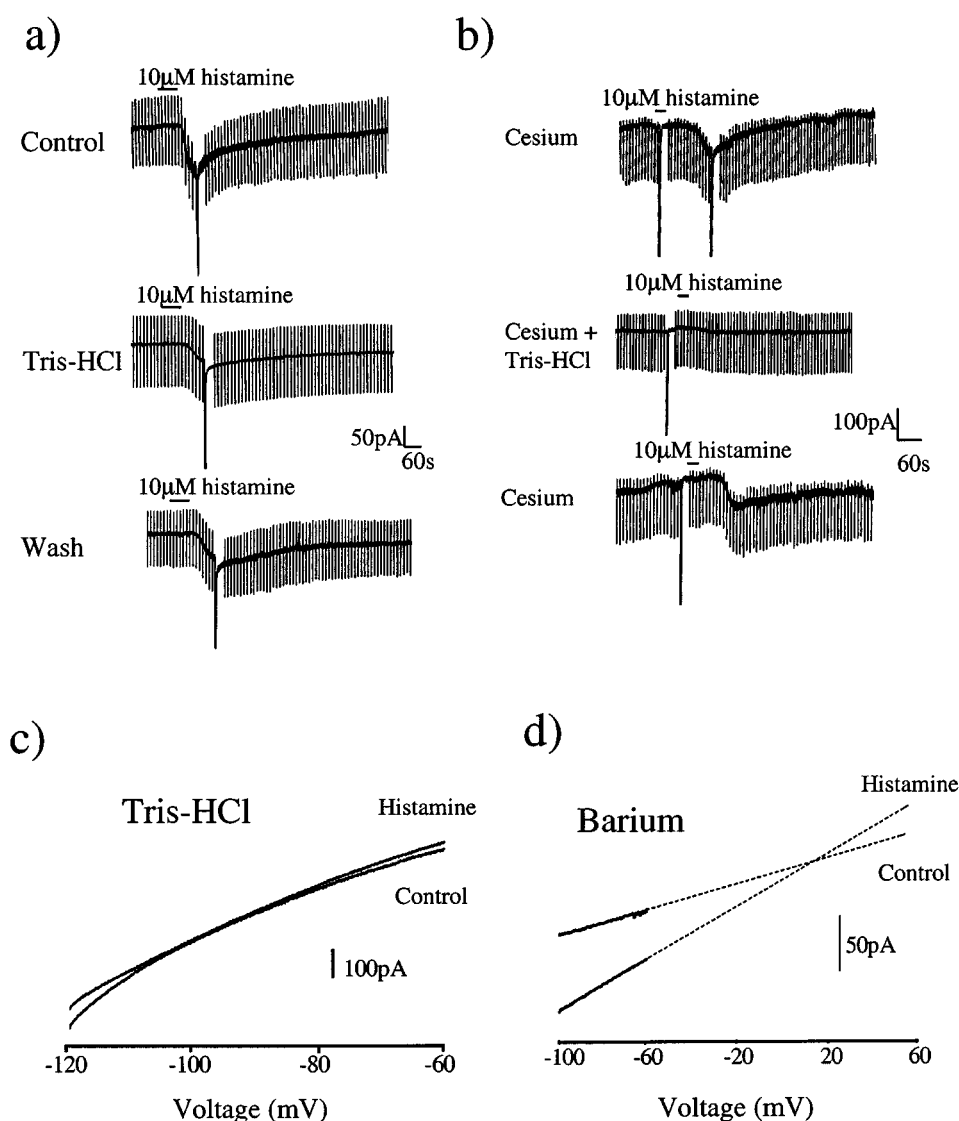 a)
10μM histamine
Control
10μM histamine
Tris-HCl
50pA
60s
10μM histamine
Wash
b)
10μM histamine
Cesium
10μM histamine
Cesium +
Tris-HCl
100pA
60s
10μM histamine
Cesium
c)
Tris-HCl
Histamine
Control
100pA
-120
-100
-80
-60
Voltage (mV)
d)
Histamine
Barium
Control
50pA
-100
-60
-20
20
60
Voltage (mV)